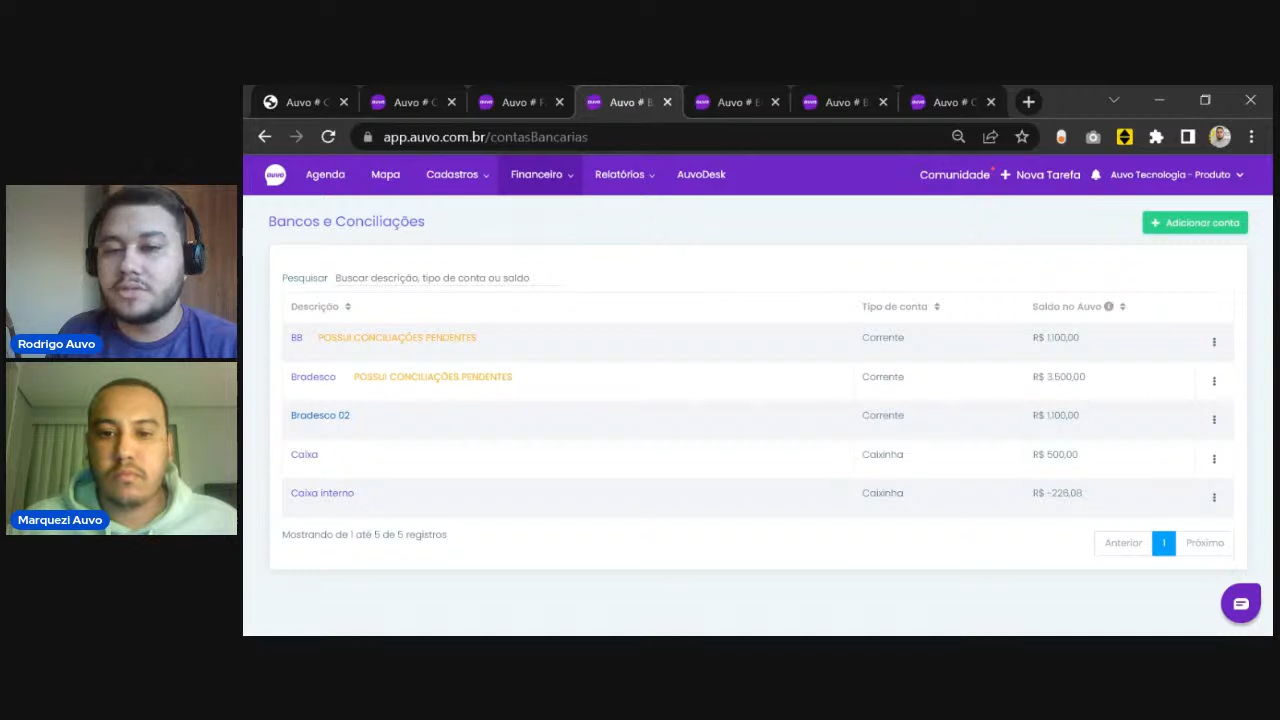 Auvo # C
Auvo # C
Auvo # F
Auvo # B
Auvo # B
Auvo # B
Auvo # C
app.auvo.com.br/contasBancarias
auvo
Agenda
Mapa
Cadastros
Financeiro
Relatórios
AuvoDesk
Comunidade
Nova Tarefa
Auvo Tecnologia - Produto
Bancos e Conciliações
+ Adicionar conta
Pesquisar Buscar descrição, tipo de conta ou saldo
Descrição Tipo de conta Saldo no Auvo
BB POSSUI CONCILIAÇÕES PENDENTES Corrente R$ 1.100,00
Bradesco POSSUI CONCILIAÇÕES PENDENTES Corrente R$ 3.500,00
Bradesco 02 Corrente R$ 1.100,00
Caixa Caixinha R$ 500,00
Caixa interno Caixinha R$ -226,08
Mostrando de 1 até 5 de 5 registros
Anterior 1 Próximo
Rodrigo Auvo
Marquezi Auvo